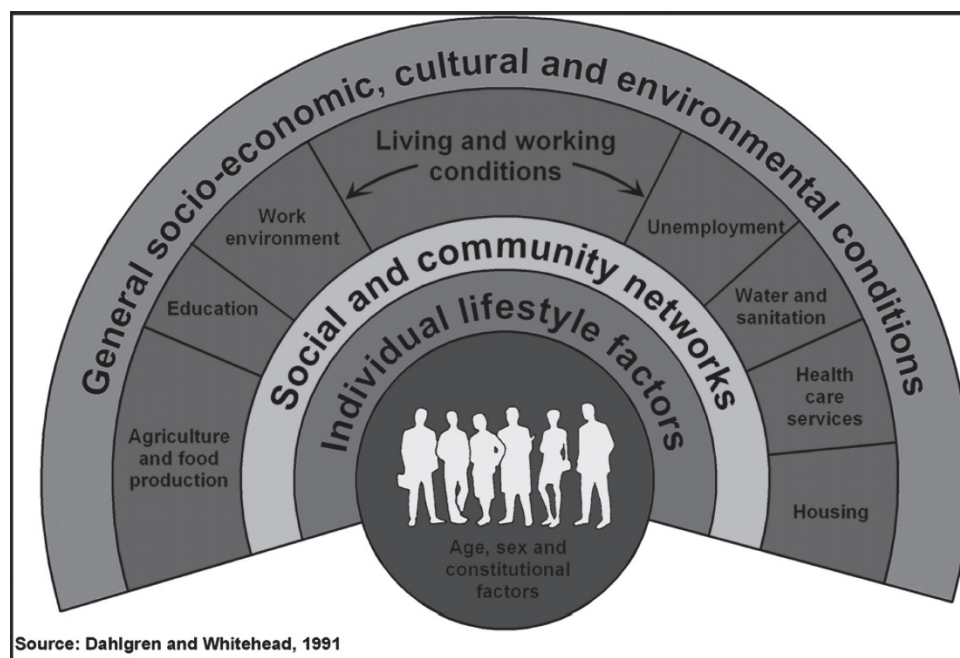 General socio-economic, cultural and environmental conditions
Living and working
conditions
Work
environment
Unemployment
Education
Water and
sanitation
Agriculture
and food
production
Health
care
services
Housing
Social and community networks
Individual lifestyle factors
Age, sex and
constitutional
factors
Source: Dahlgren and Whitehead, 1991